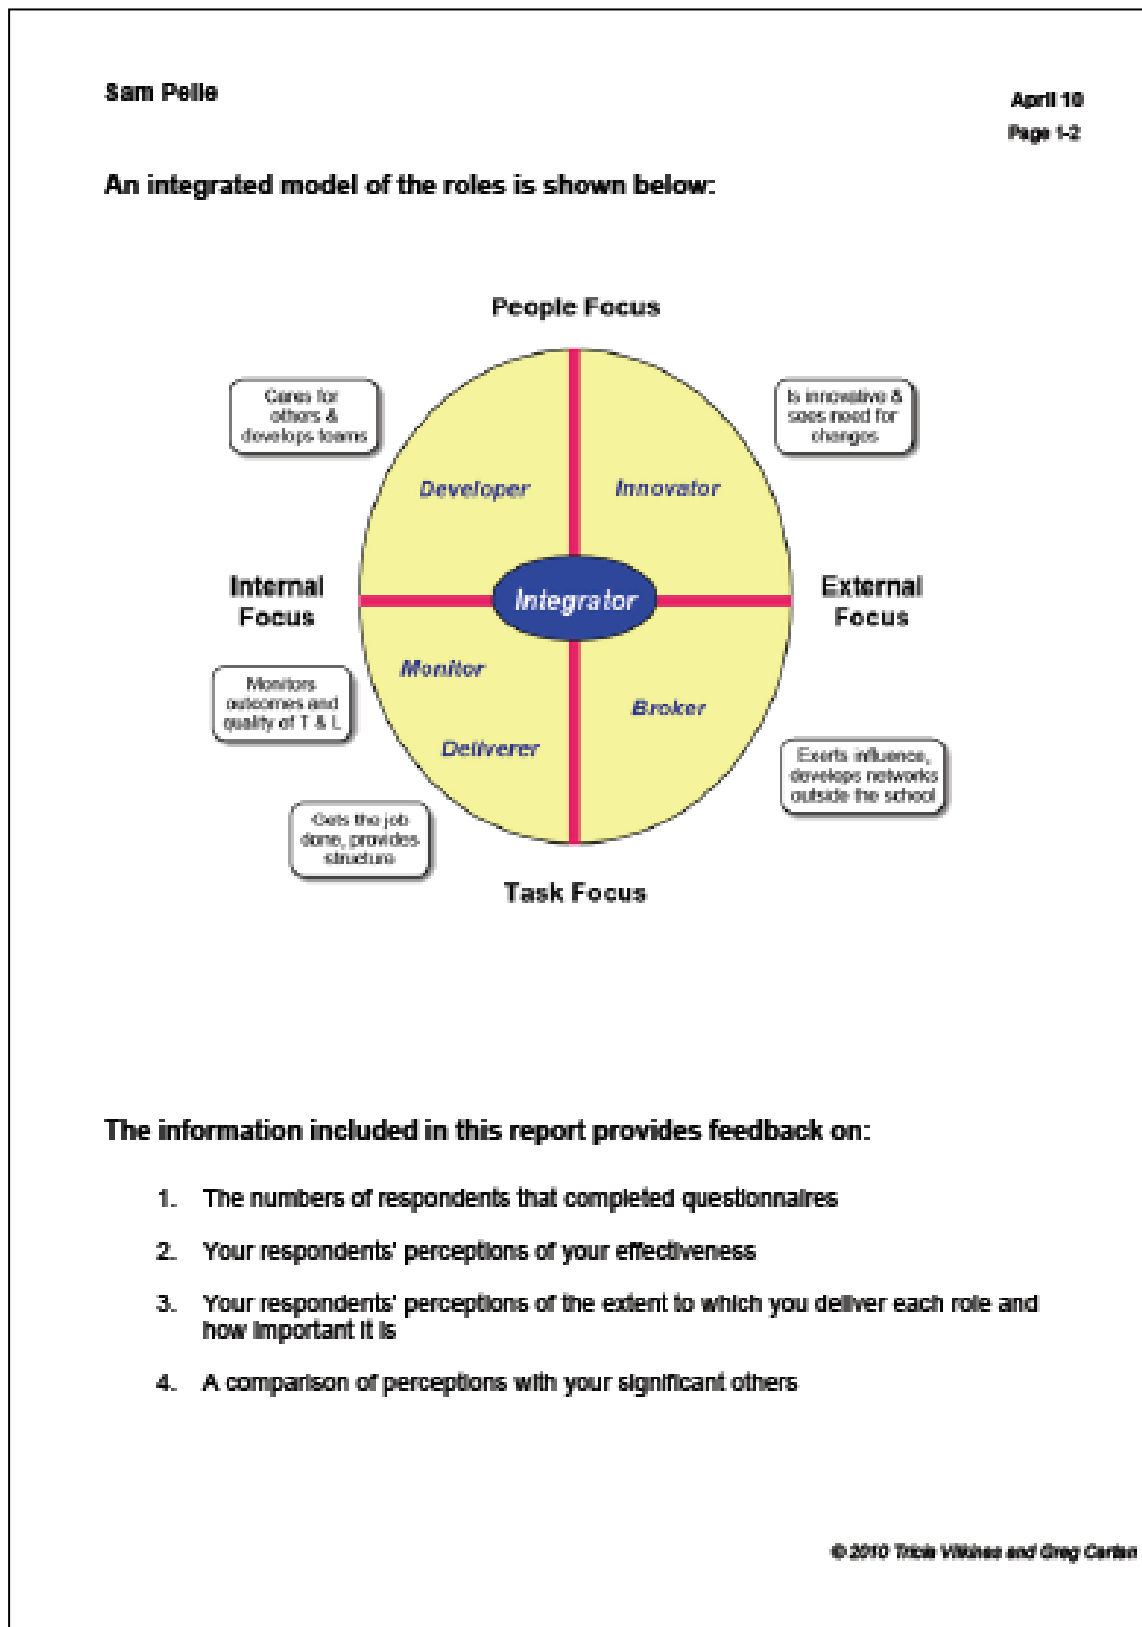 Sam Pelle
April 10
Page 1-2
An integrated model of the roles is shown below:
People Focus
Cares for
others &
develops teams
Is innovative &
sees need for
changes
Developer
Innovator
Internal
Focus
Integrator
External
Focus
Monitor
Monitors
outcomes and
quality of T & L
Broker
Deliverer
Exerts influence,
develops networks
outside the school
Gets the job
done, provides
structure
Task Focus
The information included in this report provides feedback on:
1. The numbers of respondents that completed questionnaires
2. Your respondents' perceptions of your effectiveness
3. Your respondents' perceptions of the extent to which you deliver each role and
how important it is
4. A comparison of perceptions with your significant others
© 2010 Tricia Vilkinas and Greg Cartan